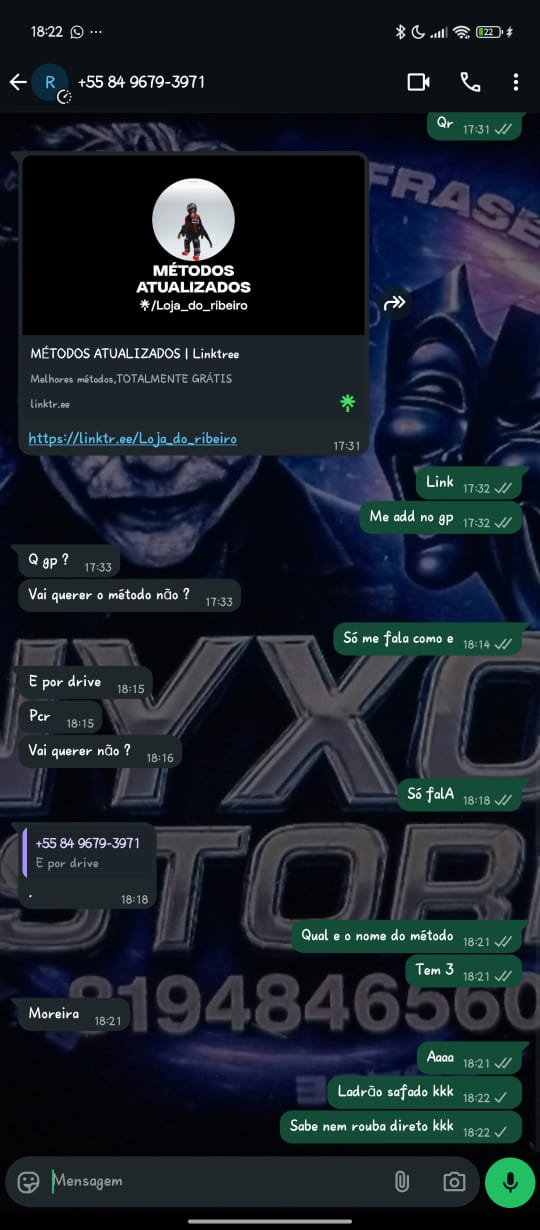 18:22
22
R
+55 84 9679-3971
Qr 17:31
FRASE
MÉTODOS
ATUALIZADOS
/Loja_do_ribeiro
MÉTODOS ATUALIZADOS | Linktree
Melhores métodos,TOTALMENTE GRÁTIS
linktr.ee
https://linktr.ee/Loja_do_ribeiro
17:31
Link 17:32
Me add no gp 17:32
Q gp ? 17:33
Vai querer o método não ? 17:33
Só me fala como e 18:14
E por drive 18:15
Pcr 18:15
Vai querer não ? 18:16
NYXO
Só falA 18:18
+55 84 9679-3971
E por drive
. 18:18
STOR
Qual e o nome do método 18:21
Tem 3 18:21
Moreira 18:21
8194846560
Aaaa 18:21
Ladrão safado kkk 18:22
Sabe nem rouba direto kkk 18:22
Mensagem